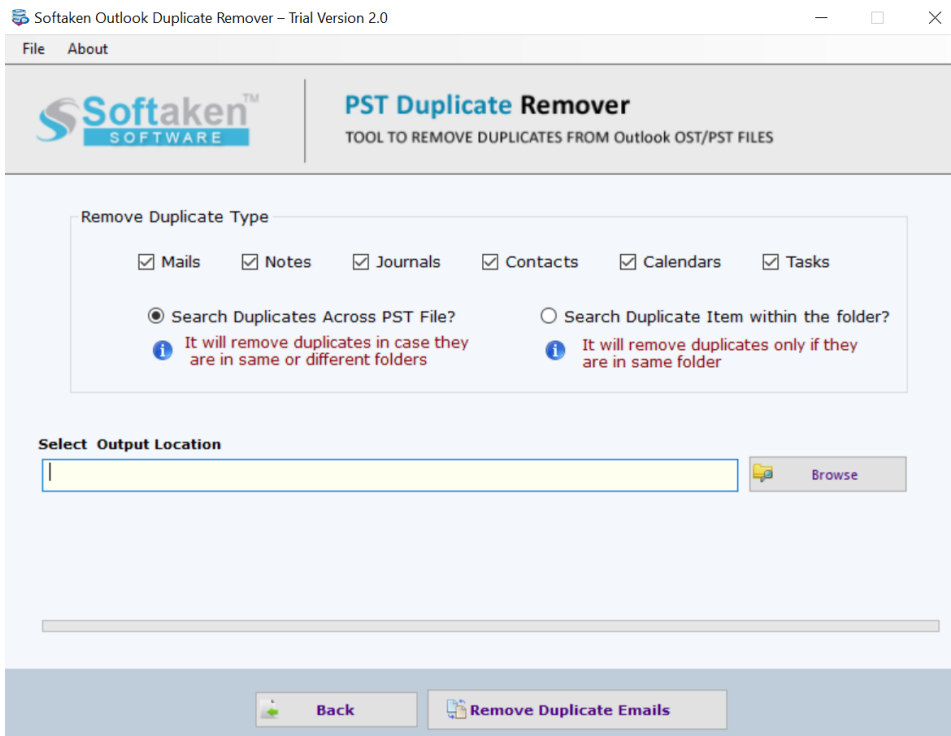 Softaken Outlook Duplicate Remover – Trial Version 2.0
File About
Softaken™
SOFTWARE
PST Duplicate Remover
TOOL TO REMOVE DUPLICATES FROM Outlook OST/PST FILES
Remove Duplicate Type
Mails Notes Journals Contacts Calendars Tasks
Search Duplicates Across PST File?
It will remove duplicates in case they
are in same or different folders
Search Duplicate Item within the folder?
It will remove duplicates only if they
are in same folder
Select Output Location
Browse
Back
Remove Duplicate Emails